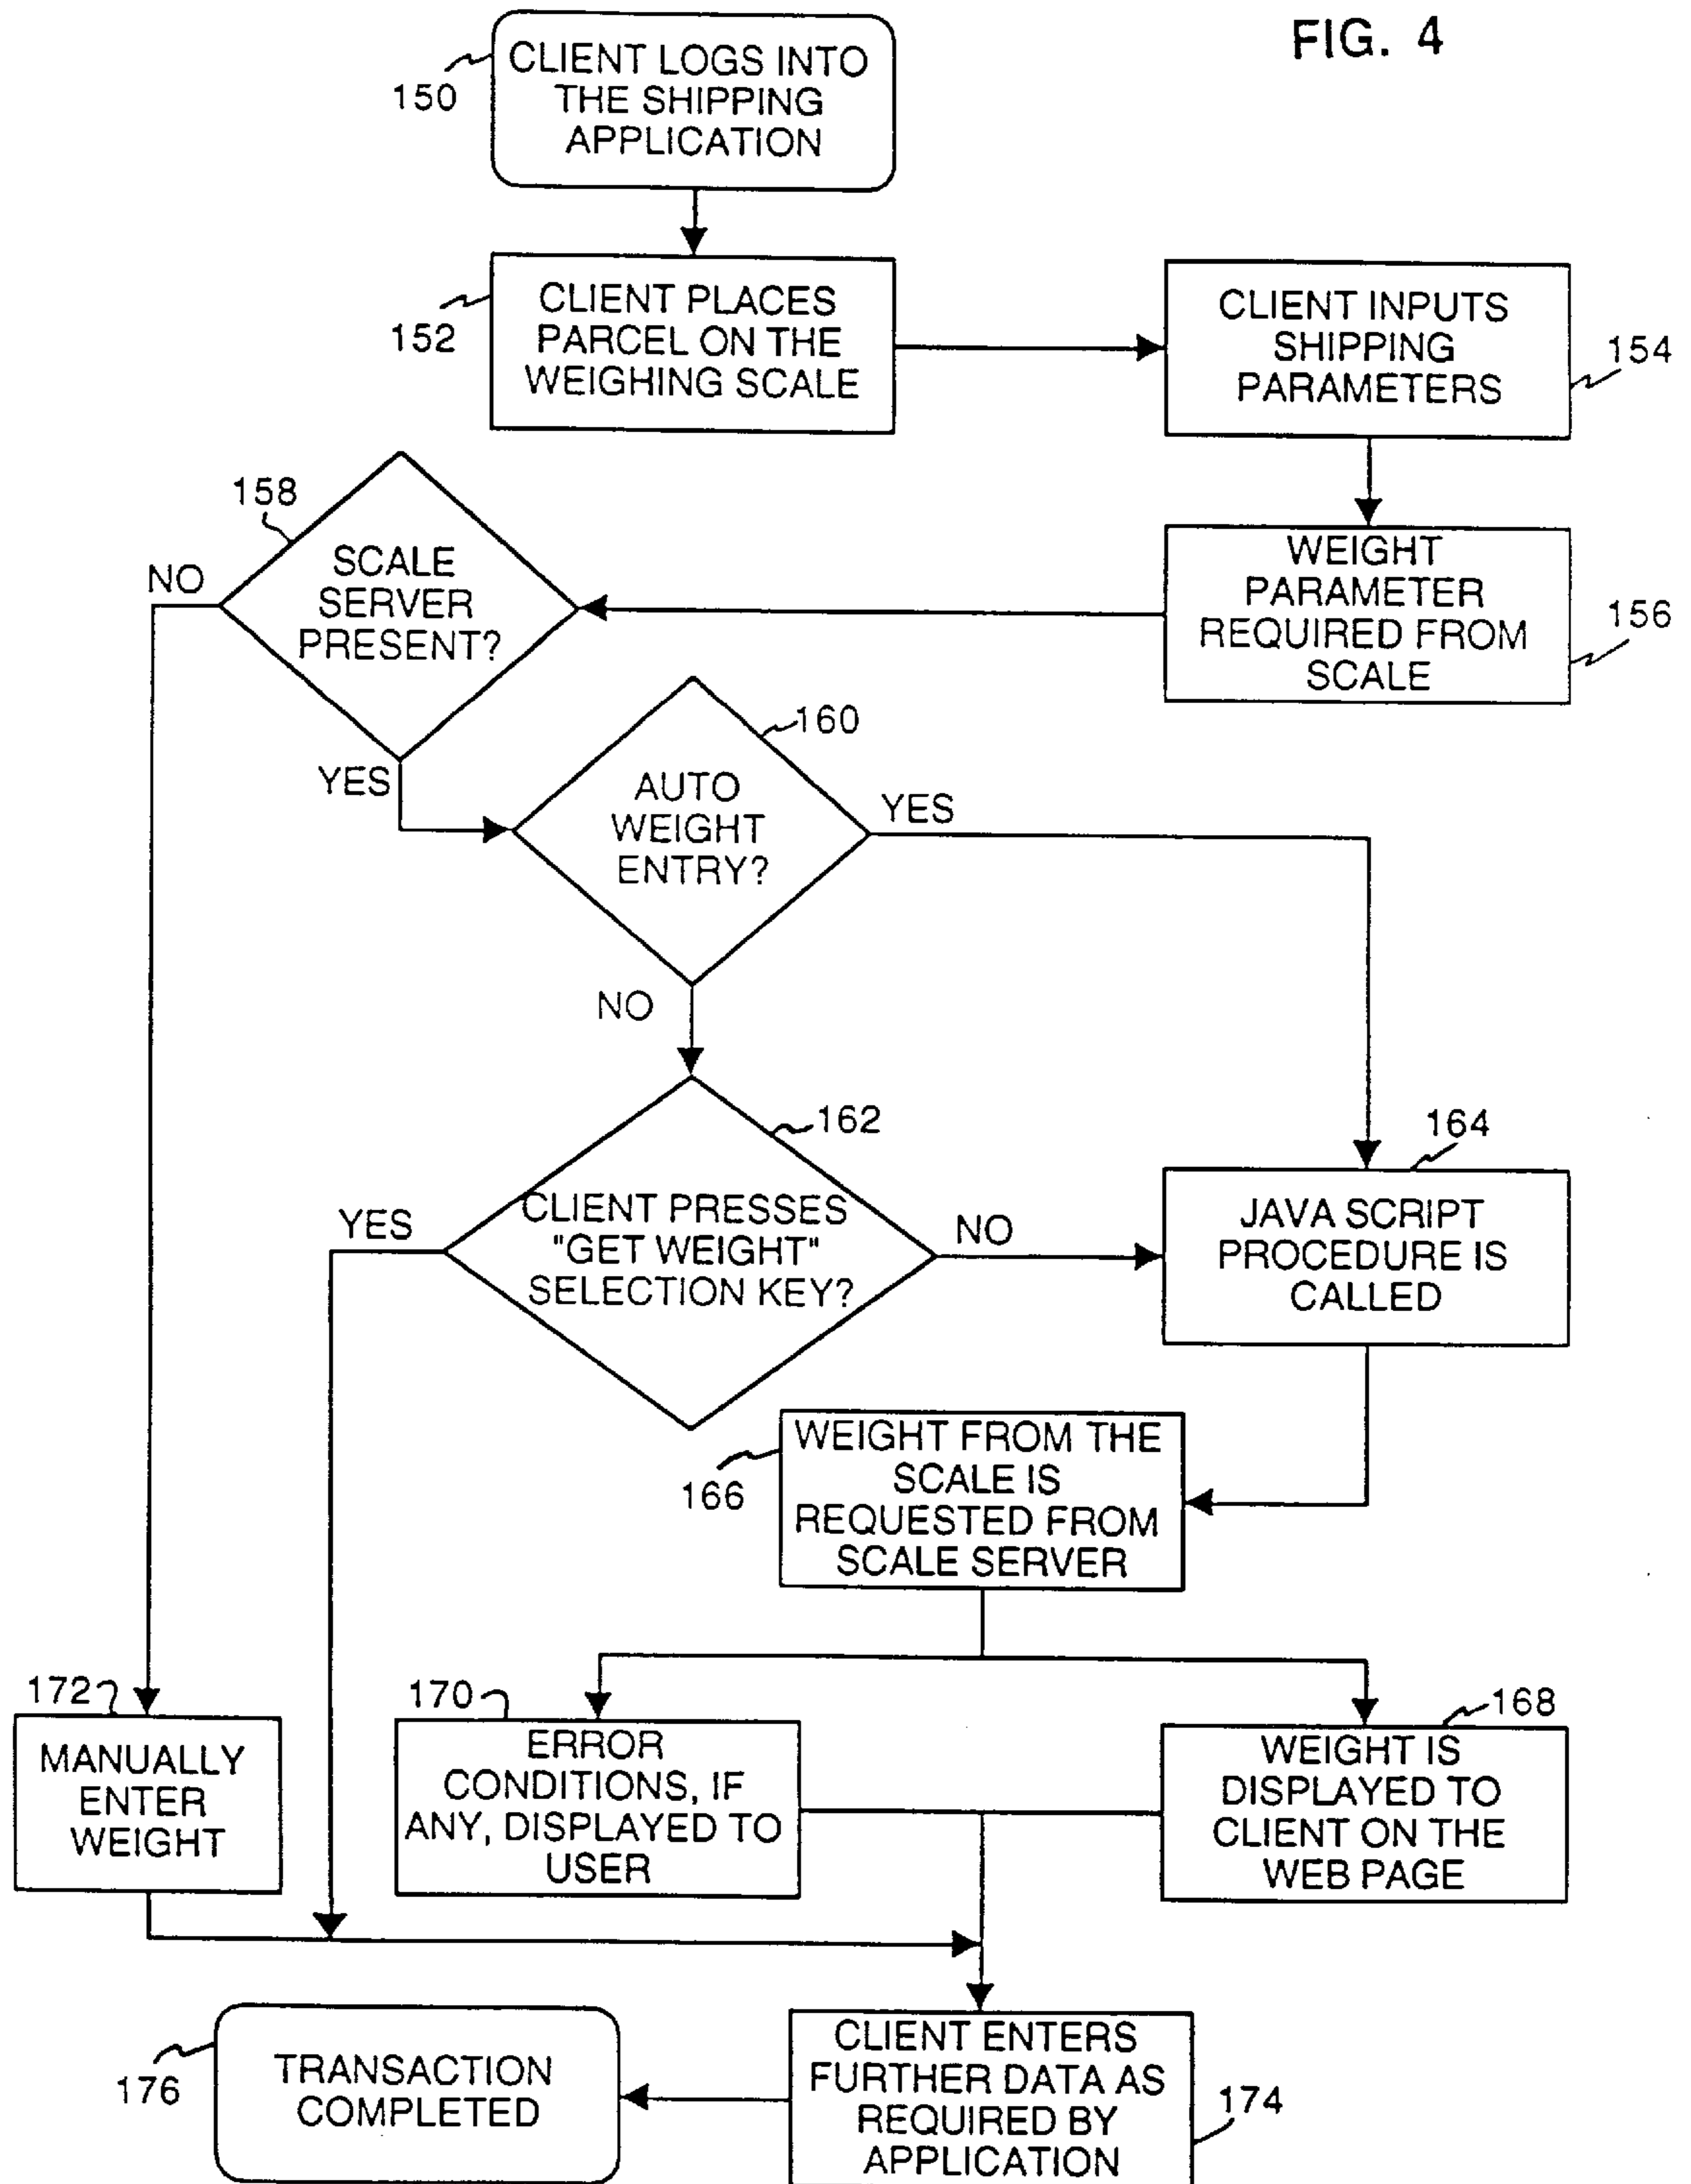 FIG. 4
CLIENT LOGS INTO
THE SHIPPING
APPLICATION
150
CLIENT PLACES
PARCEL ON THE
WEIGHING SCALE
152
CLIENT INPUTS
SHIPPING
PARAMETERS
154
WEIGHT
PARAMETER
REQUIRED FROM
SCALE
156
158
SCALE
SERVER
PRESENT?
NO
YES
160
AUTO
WEIGHT
ENTRY?
YES
NO
162
CLIENT PRESSES
"GET WEIGHT"
SELECTION KEY?
YES
NO
164
JAVA SCRIPT
PROCEDURE IS
CALLED
WEIGHT FROM THE
SCALE IS
REQUESTED FROM
SCALE SERVER
166
172
MANUALLY
ENTER
WEIGHT
170
ERROR
CONDITIONS, IF
ANY, DISPLAYED TO
USER
168
WEIGHT IS
DISPLAYED TO
CLIENT ON THE
WEB PAGE
CLIENT ENTERS
FURTHER DATA AS
REQUIRED BY
APPLICATION
174
TRANSACTION
COMPLETED
176